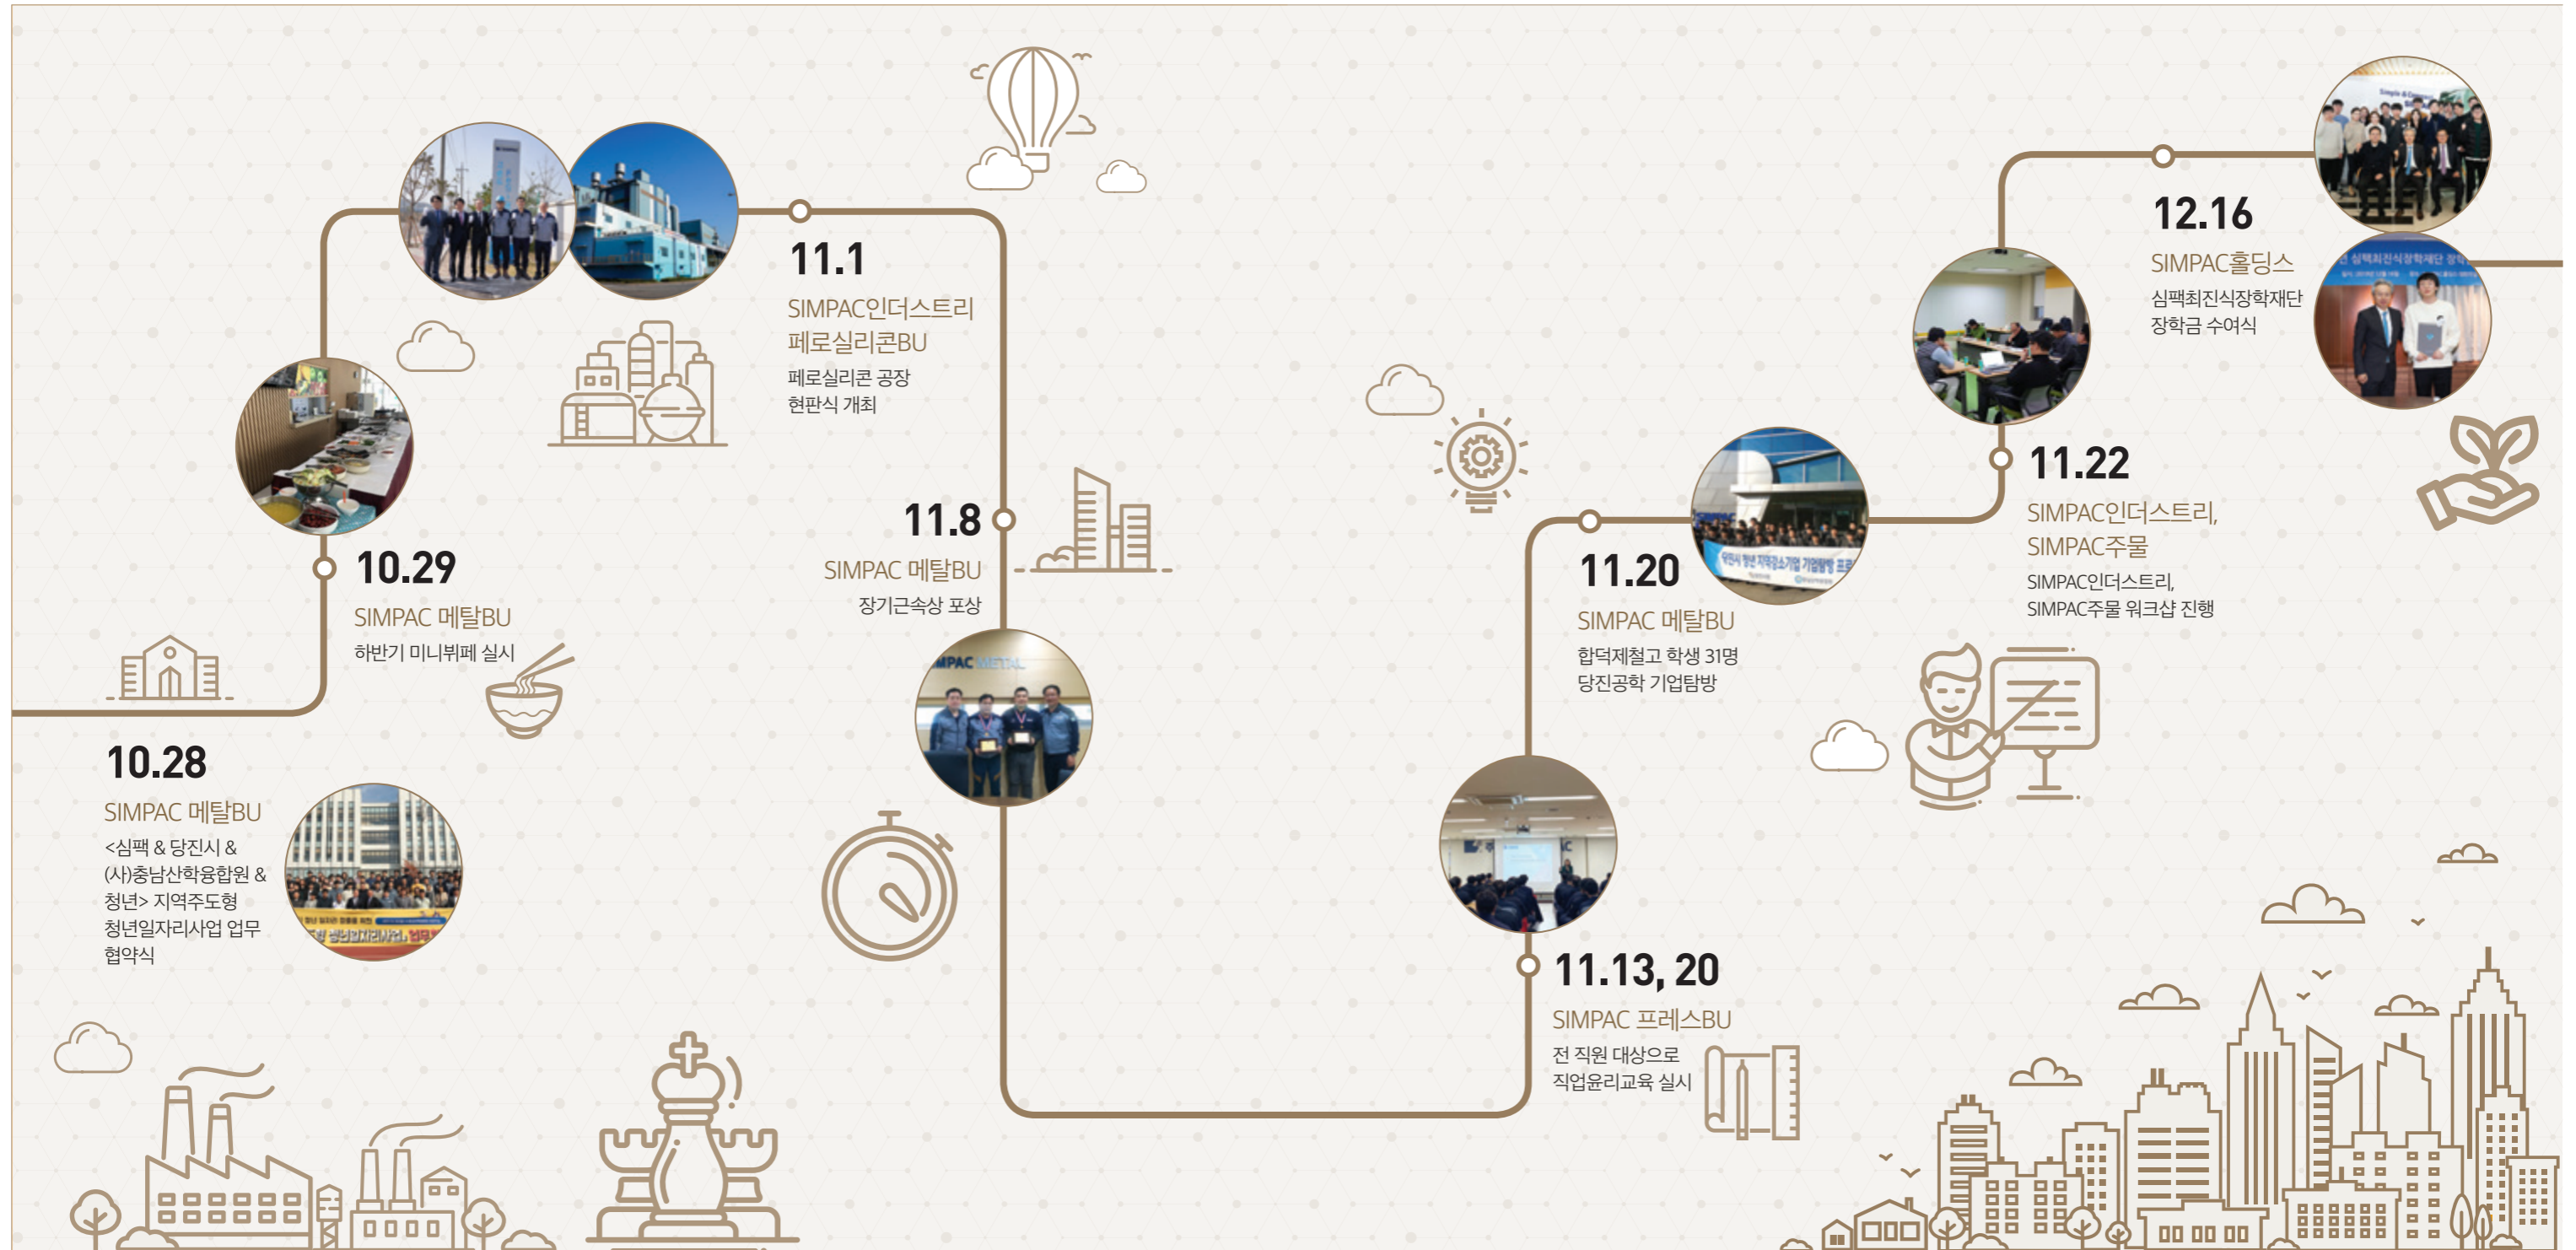 10.28
SIMPAC 메탈BU
<심팩 & 당진시 &
(사)충남산학융합원 &
청년> 지역주도형
청년일자리사업 업무
협약식
10.29
SIMPAC 메탈BU
하반기 미니뷔페 실시
11.1
SIMPAC인더스트리
페로실리콘BU
페로실리콘 공장
현판식 개최
11.8
SIMPAC 메탈BU
장기근속상 포상
11.13, 20
SIMPAC 프레스BU
전 직원 대상으로
직업윤리교육 실시
11.20
SIMPAC 메탈BU
합덕제철고 학생 31명
당진공학 기업탐방
11.22
SIMPAC인더스트리,
SIMPAC주물
SIMPAC인더스트리,
SIMPAC주물 워크샵 진행
12.16
SIMPAC홀딩스
심팩최진식장학재단
장학금 수여식